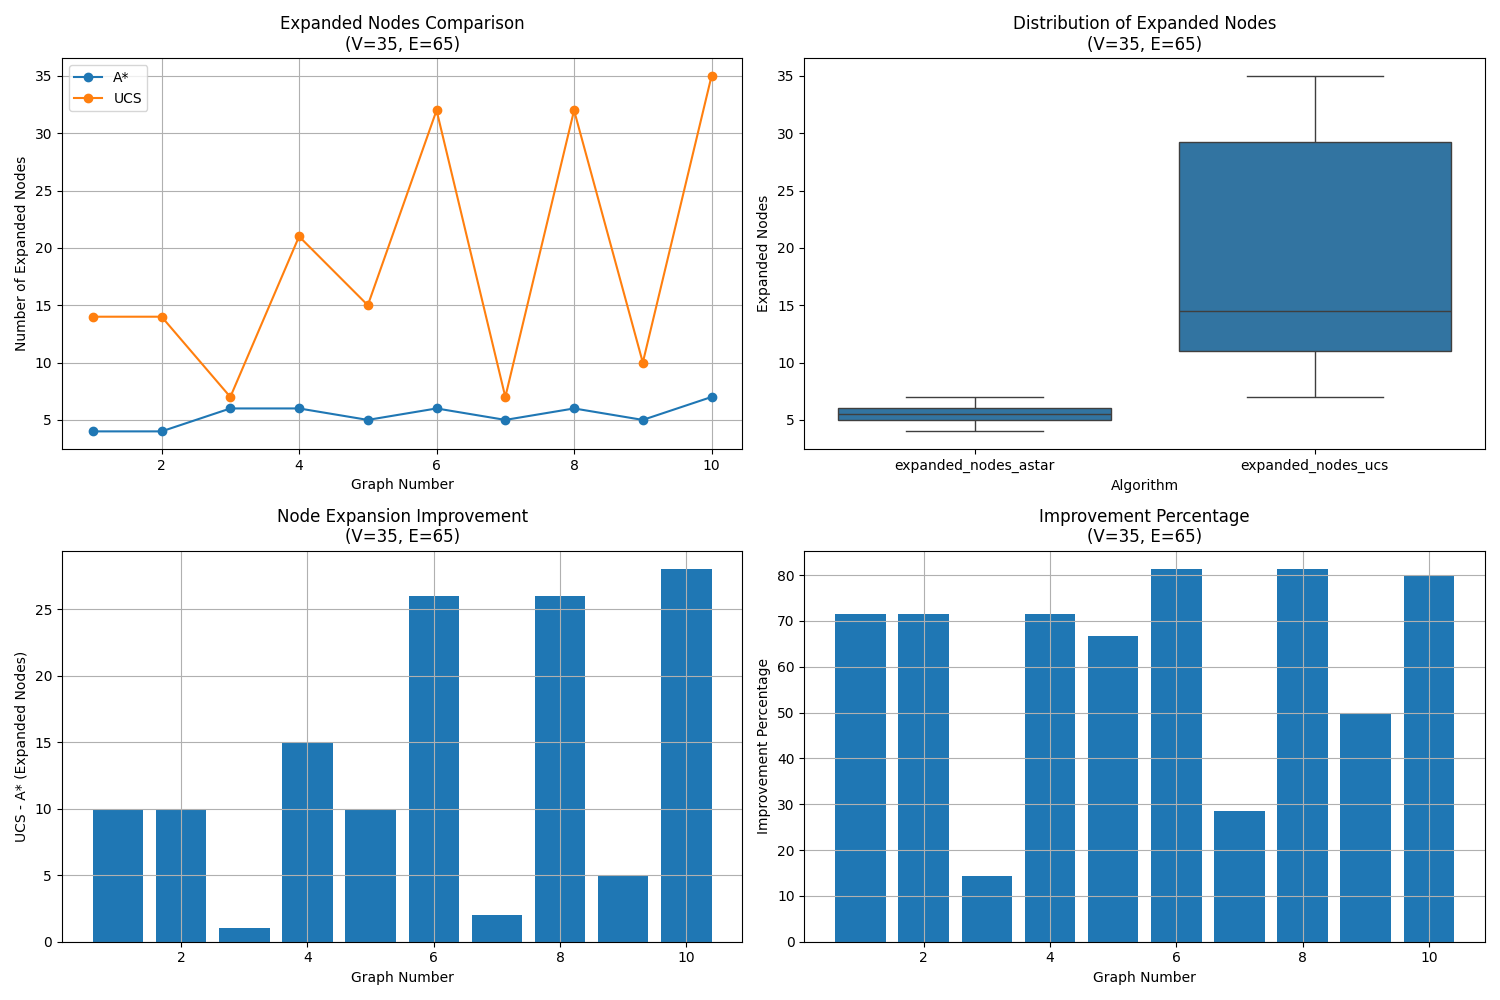 Expanded Nodes Comparison
(V=35, E=65)
A*
UCS
Number of Expanded Nodes
35
30
25
20
15
10
5
2
4
6
8
10
Graph Number
Distribution of Expanded Nodes
(V=35, E=65)
Expanded Nodes
35
30
25
20
15
10
5
expanded_nodes_astar
expanded_nodes_ucs
Algorithm
Node Expansion Improvement
(V=35, E=65)
UCS - A* (Expanded Nodes)
25
20
15
10
5
0
2
4
6
8
10
Graph Number
Improvement Percentage
(V=35, E=65)
Improvement Percentage
80
70
60
50
40
30
20
10
0
2
4
6
8
10
Graph Number